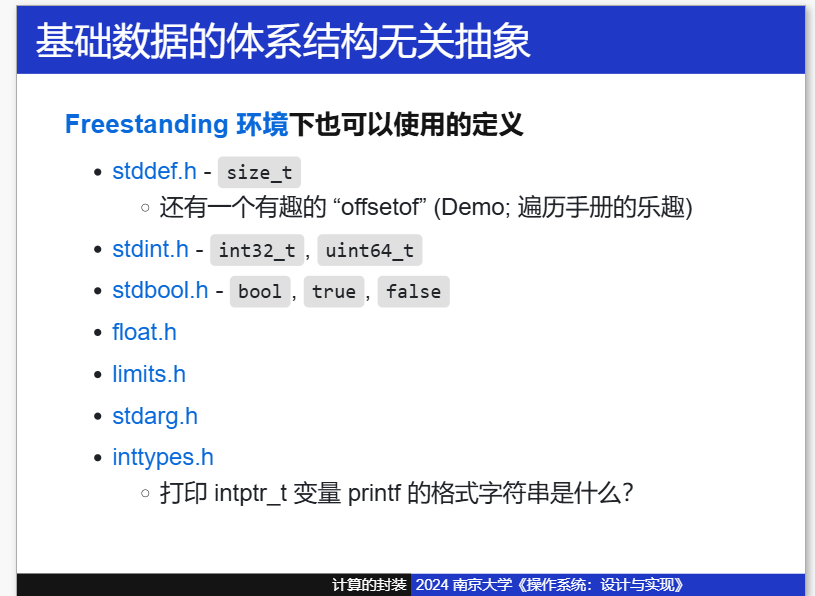 基础数据的体系结构无关抽象
Freestanding 环境下也可以使用的定义
stddef.h - size_t
还有一个有趣的 “offsetof” (Demo; 遍历手册的乐趣)
stdint.h - int32_t, uint64_t
stdbool.h - bool, true, false
float.h
limits.h
stdarg.h
inttypes.h
打印 intptr_t 变量 printf 的格式字符串是什么?
计算的封装 2024 南京大学《操作系统：设计与实现》